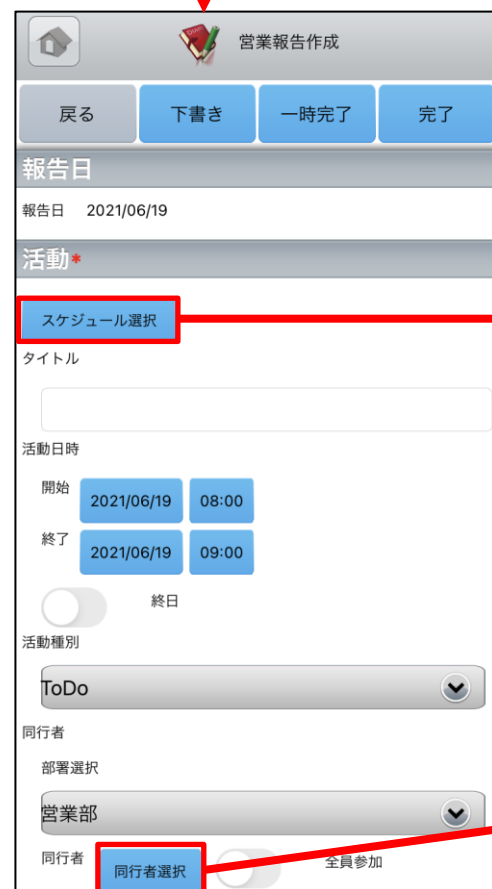 営業報告作成
戻る 下書き 一時完了 完了
報告日
報告日 2021/06/19
活動*
スケジュール選択
タイトル
活動日時
開始 2021/06/19 08:00
終了 2021/06/19 09:00
終日
活動種別
ToDo
同行者
部署選択
営業部
同行者 同行者選択 全員参加